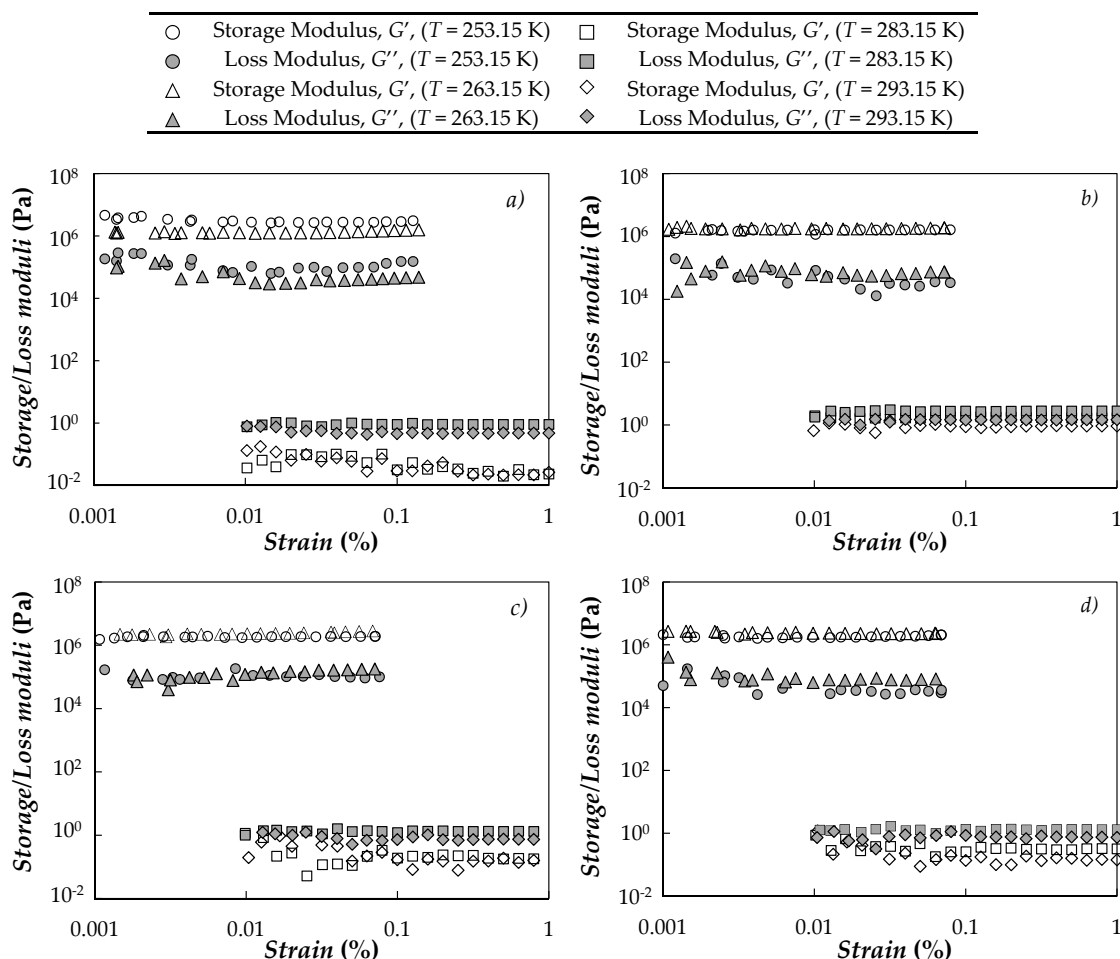 Storage Modulus, G′, (T = 253.15 K) Storage Modulus, G′, (T = 283.15 K)
Loss Modulus, G′′, (T = 253.15 K) Loss Modulus, G′′, (T = 283.15 K)
Storage Modulus, G′, (T = 263.15 K) Storage Modulus, G′, (T = 293.15 K)
Loss Modulus, G′′, (T = 263.15 K) Loss Modulus, G′′, (T = 293.15 K)
Storage/Loss moduli (Pa)
10⁸
10⁶
10⁴
10²
10⁰
10⁻²
a)
0.001 0.01 0.1 1
Strain (%)
Storage/Loss moduli (Pa)
10⁸
10⁶
10⁴
10²
10⁰
10⁻²
b)
0.001 0.01 0.1 1
Strain (%)
Storage/Loss moduli (Pa)
10⁸
10⁶
10⁴
10²
10⁰
10⁻²
c)
0.001 0.01 0.1 1
Strain (%)
Storage/Loss moduli (Pa)
10⁸
10⁶
10⁴
10²
10⁰
10⁻²
d)
0.001 0.01 0.1 1
Strain (%)